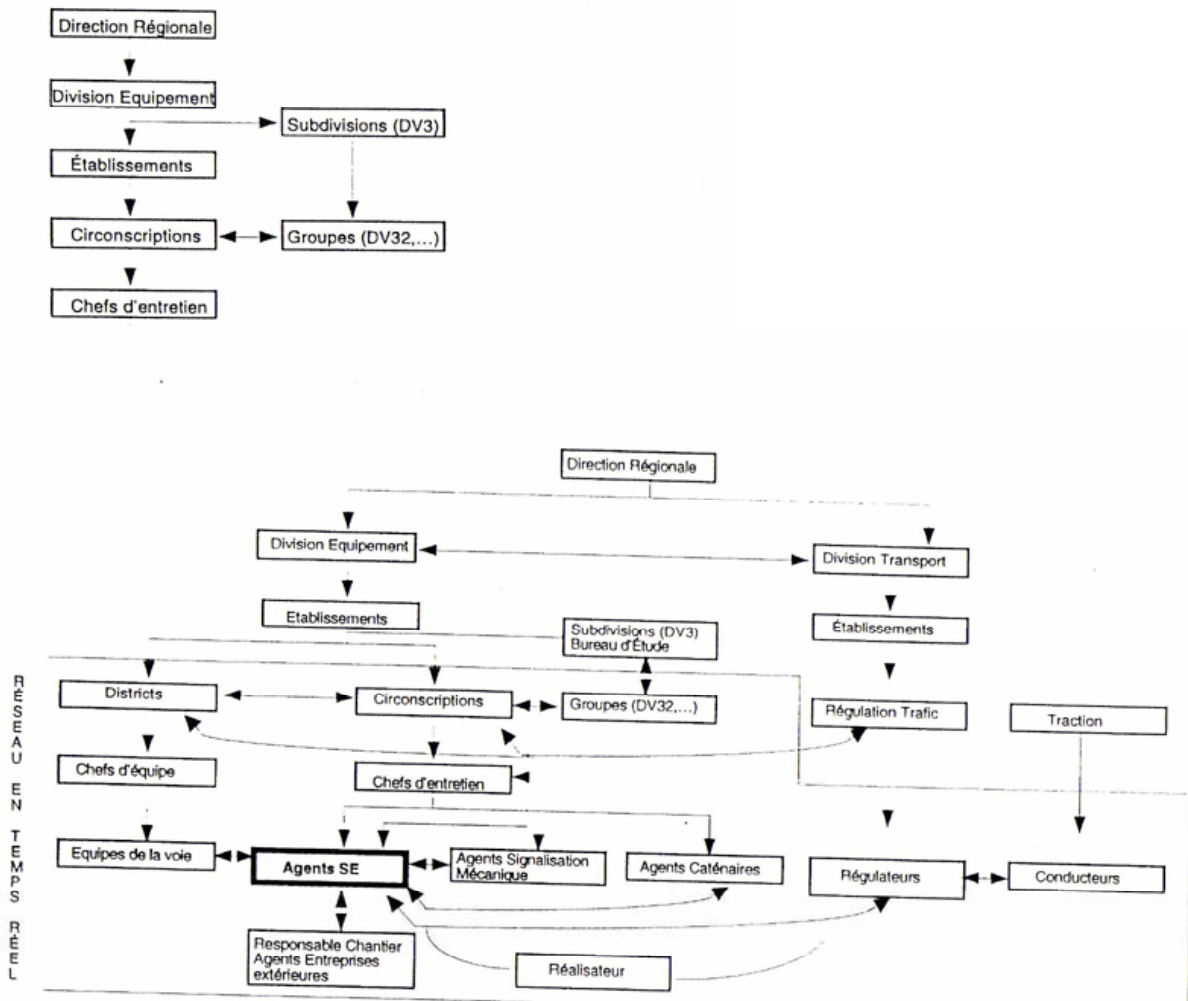 Direction Régionale
Division Equipement
Subdivisions (DV3)
Établissements
Circonscriptions
Groupes (DV32,...)
Chefs d'entretien
Direction Régionale
Division Equipement
Division Transport
Etablissements
Subdivisions (DV3)
Bureau d'Étude
Établissements
Districts
Circonscriptions
Groupes (DV32,...)
Régulation Trafic
Traction
Chefs d'équipe
Chefs d'entretien
Equipes de la voie
Agents SE
Agents Signalisation
Mécanique
Agents Caténaires
Régulateurs
Conducteurs
Responsable Chantier
Agents Entreprises
extérieures
Réalisateur
RÉSEAU EN TEMPS RÉEL